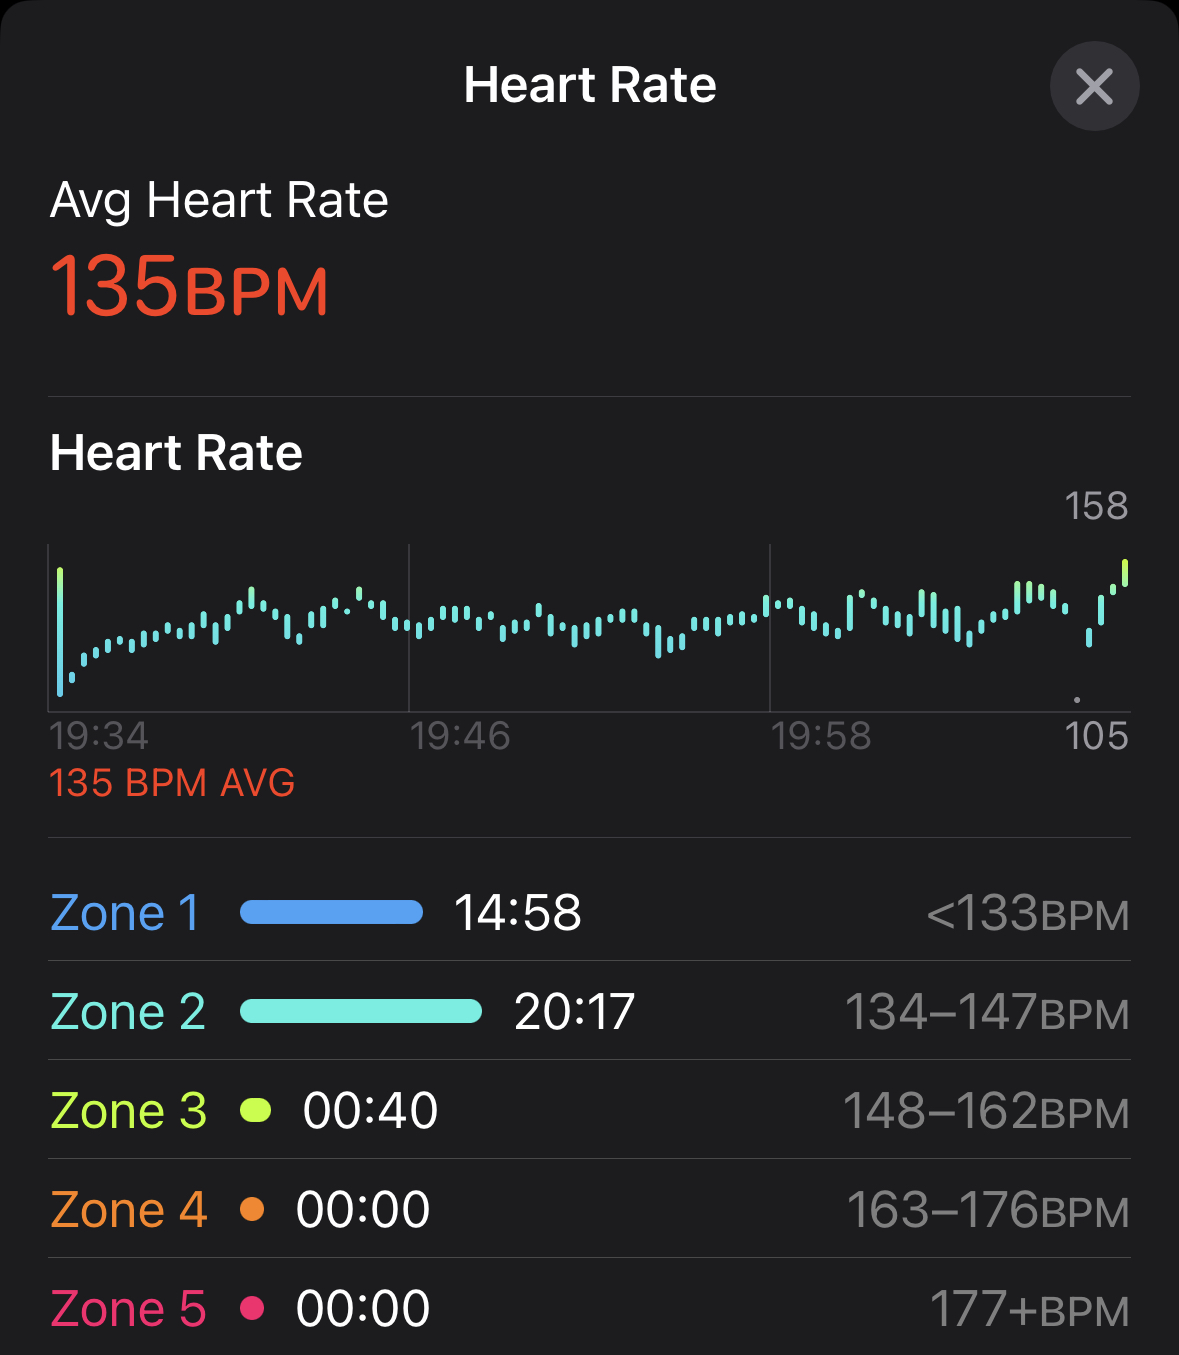 Heart Rate
Avg Heart Rate
135BPM
Heart Rate
158
19:34 19:46 19:58 105
135 BPM AVG
Zone 1 14:58 <133BPM
Zone 2 20:17 134–147BPM
Zone 3 00:40 148–162BPM
Zone 4 00:00 163–176BPM
Zone 5 00:00 177+BPM